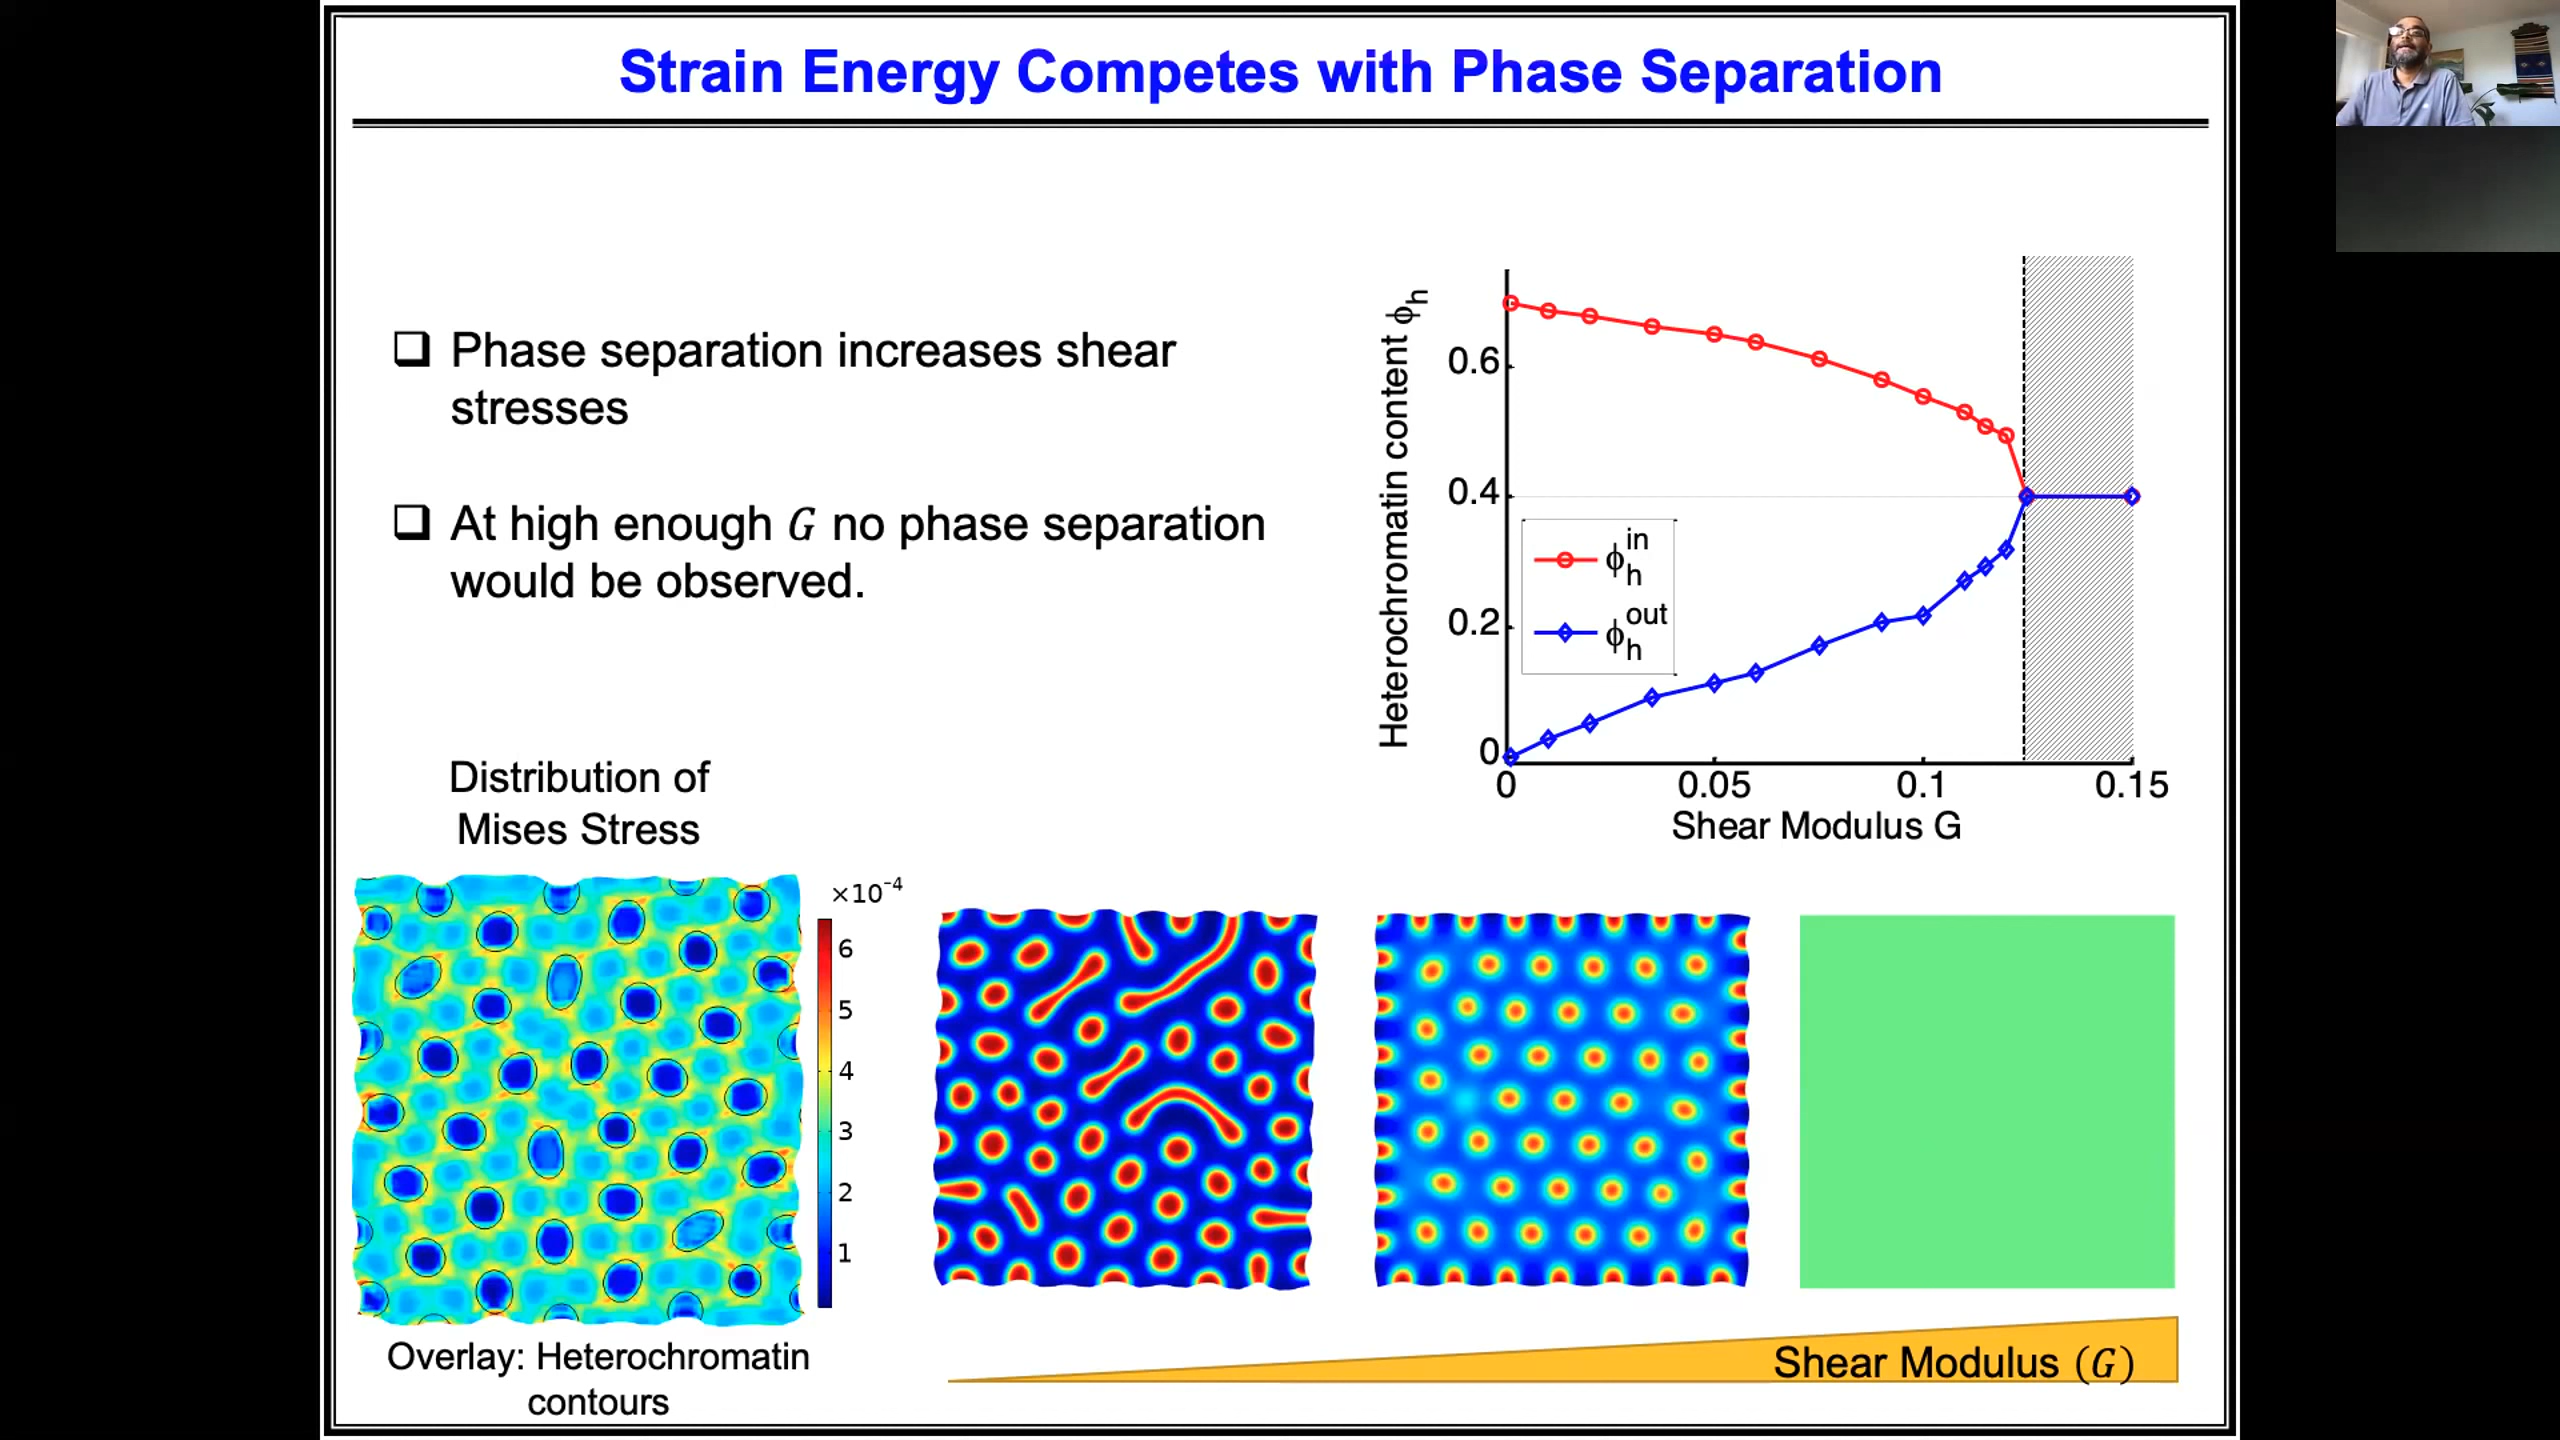 Strain Energy Competes with Phase Separation
❑ Phase separation increases shear
stresses
❑ At high enough G no phase separation
would be observed.
Heterochromatin content ϕh
0.6
0.4
0.2
0
0 0.05 0.1 0.15
Shear Modulus G
ϕh^in
ϕh^out
Distribution of
Mises Stress
×10⁻⁴
6
5
4
3
2
1
Overlay: Heterochromatin
contours
Shear Modulus (G)